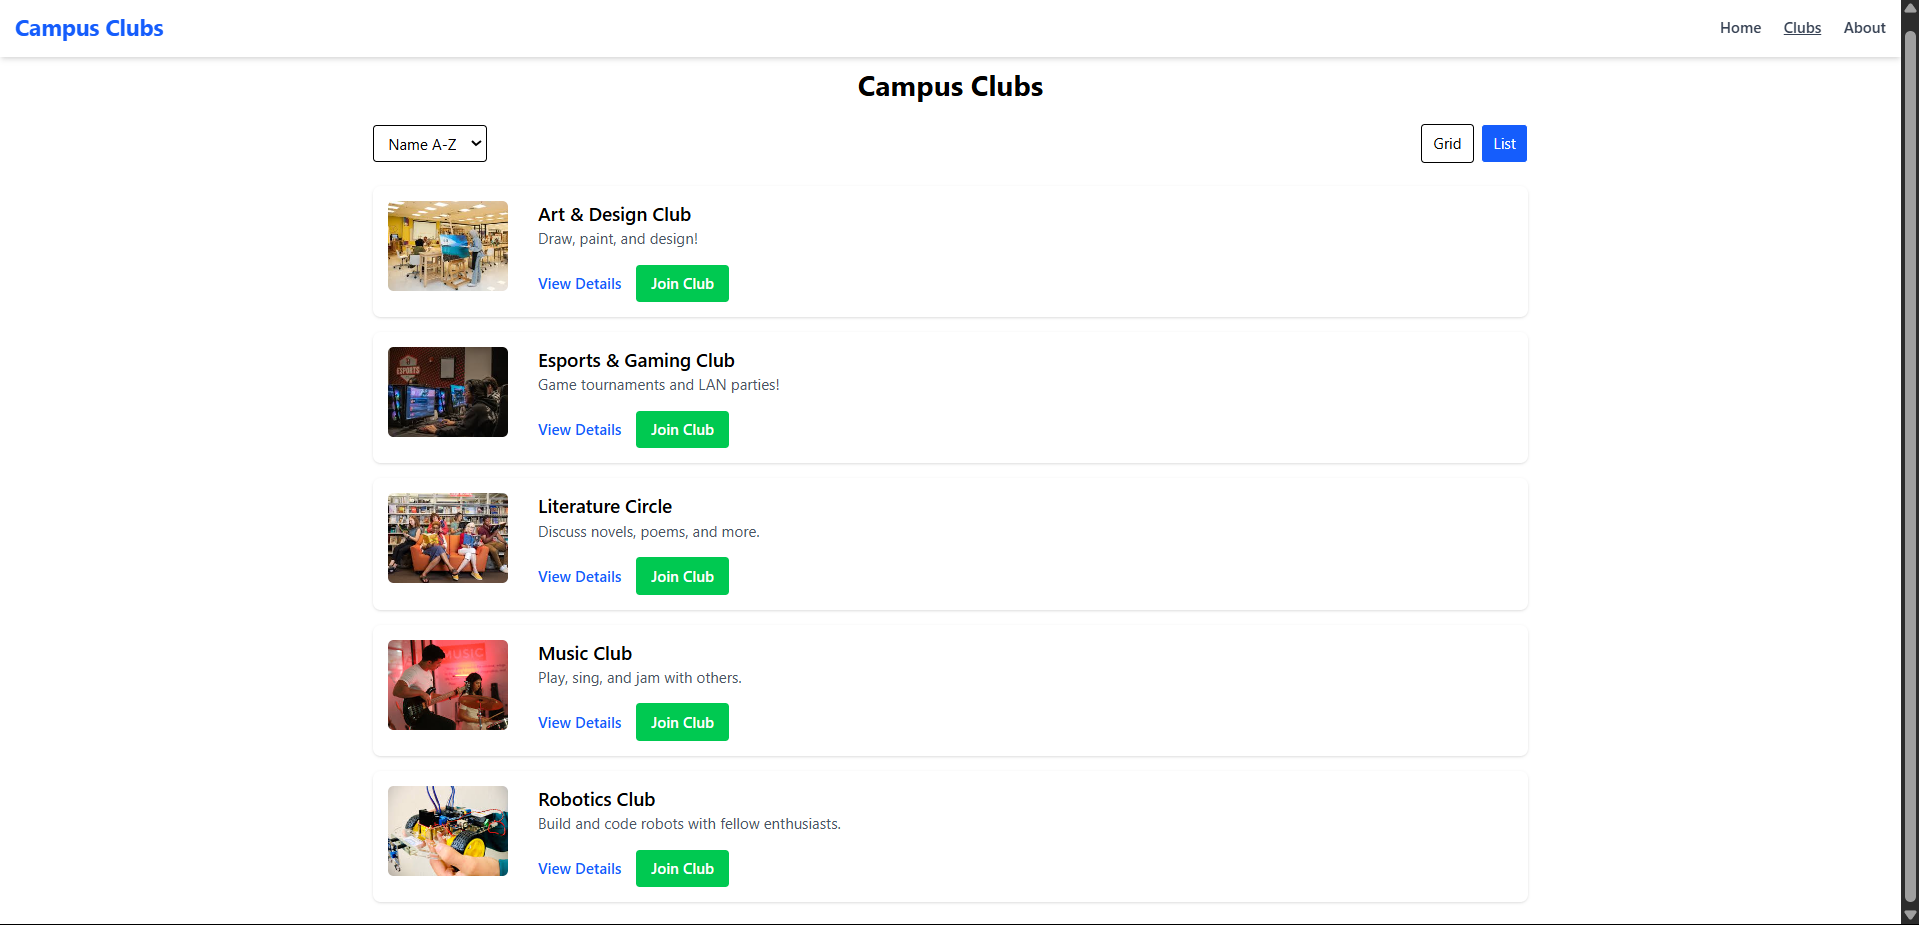 Campus Clubs
Home Clubs About
Campus Clubs
Name A-Z
Grid List
Art & Design Club
Draw, paint, and design!
View Details Join Club
ESPORTS
Esports & Gaming Club
Game tournaments and LAN parties!
View Details Join Club
Literature Circle
Discuss novels, poems, and more.
View Details Join Club
MUSIC
Music Club
Play, sing, and jam with others.
View Details Join Club
Robotics Club
Build and code robots with fellow enthusiasts.
View Details Join Club